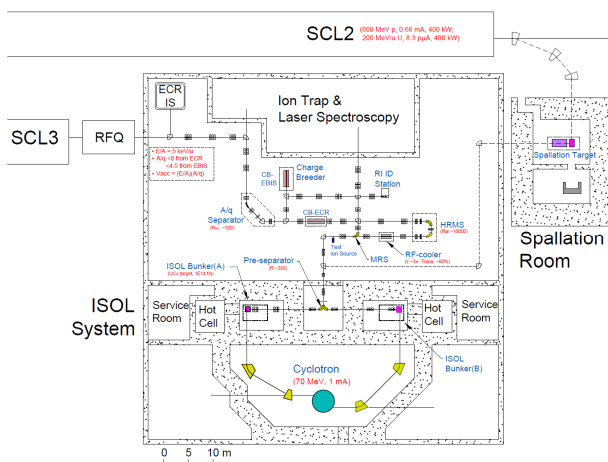 SCL2
(600 MeV p, 0.66 mA, 400 kW;
200 MeV/u U, 8.3 pμA, 400 kW)
ECR
IS
SCL3
RFQ
Ion Trap &
Laser Spectroscopy
• E/A = 5 keV/u
• A/q <8 from ECR
<4.5 from EBIS
• Vacc = (E/A)(A/q)
CB-
EBIS
Charge
Breeder
RI ID
Station
Spallation Target
A/q
Separator
CB-ECR
HRMS
Test
Ion Source
MRS
RF-cooler
Spallation
Room
ISOL Bunker(A)
(UCx target, 1E14 f/s)
Pre-separator
(R~300)
ISOL
System
Service
Room
Hot
Cell
Hot
Cell
Service
Room
ISOL
Bunker(B)
Cyclotron
(70 MeV, 1 mA)
0 5 10 m